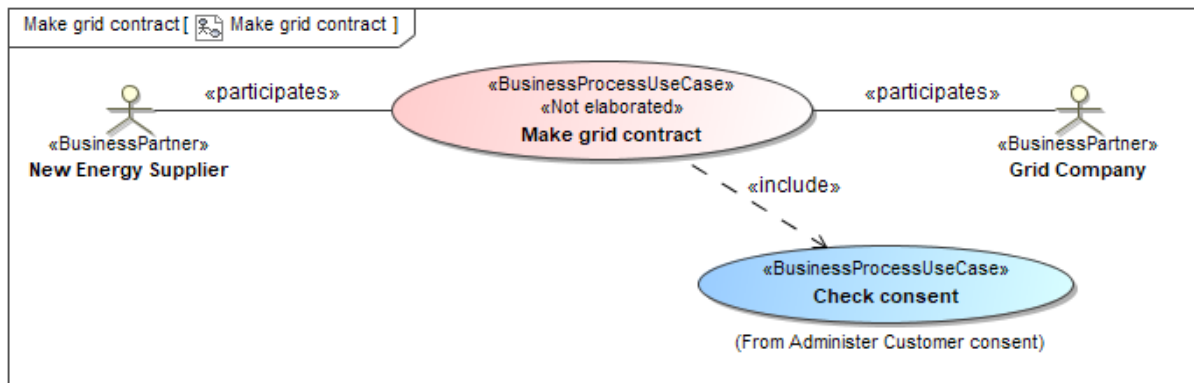 Make grid contract [ Make grid contract ]
«BusinessProcessUseCase»
«participates»
«Not elaborated»
«participates»
Make grid contract
«BusinessPartner»
New Energy Supplier
«BusinessPartner»
Grid Company
«include»
«BusinessProcessUseCase»
Check consent
(From Administer Customer consent)